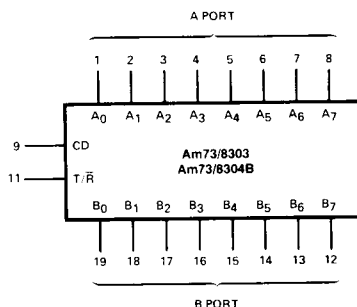 A PORT
1 2 3 4 5 6 7 8
A0 A1 A2 A3 A4 A5 A6 A7
9 CD
Am73/8303
11 T/R̅
Am73/8304B
B0 B1 B2 B3 B4 B5 B6 B7
19 18 17 16 15 14 13 12
B PORT